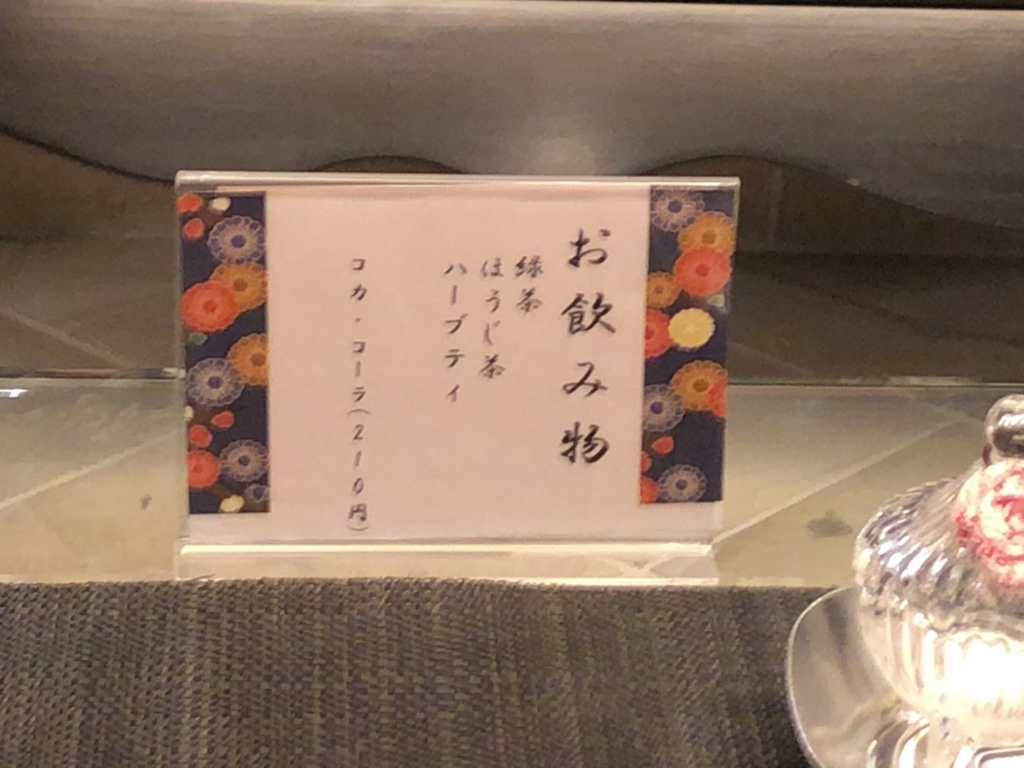 お飲み物
緑茶
ほうじ茶
ハーブティ
コカ・コーラ(210円)